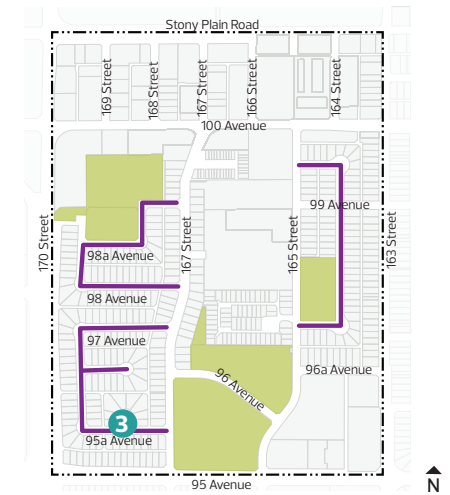 Stony Plain Road
169 Street
168 Street
167 Street
166 Street
164 Street
100 Avenue
99 Avenue
170 Street
167 Street
165 Street
163 Street
98a Avenue
98 Avenue
97 Avenue
96 Avenue
96a Avenue
3
95a Avenue
95 Avenue
N